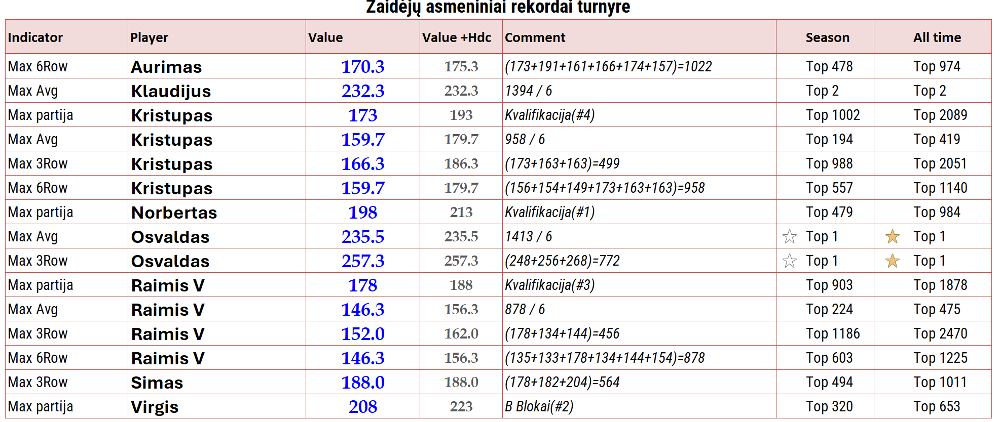 Žaidėjų asmeniniai rekordai turnyre
Indicator Player Value Value +Hdc Comment Season All time
Max 6Row Aurimas 170.3 175.3 (173+191+161+166+174+157)=1022 Top 478 Top 974
Max Avg Klaudijus 232.3 232.3 1394 / 6 Top 2 Top 2
Max partija Kristupas 173 193 Kvalifikacija(#4) Top 1002 Top 2089
Max Avg Kristupas 159.7 179.7 958 / 6 Top 194 Top 419
Max 3Row Kristupas 166.3 186.3 (173+163+163)=499 Top 988 Top 2051
Max 6Row Kristupas 159.7 179.7 (156+154+149+173+163+163)=958 Top 557 Top 1140
Max partija Norbertas 198 213 Kvalifikacija(#1) Top 479 Top 984
Max Avg Osvaldas 235.5 235.5 1413 / 6 Top 1 Top 1
Max 3Row Osvaldas 257.3 257.3 (248+256+268)=772 Top 1 Top 1
Max partija Raimis V 178 188 Kvalifikacija(#3) Top 903 Top 1878
Max Avg Raimis V 146.3 156.3 878 / 6 Top 224 Top 475
Max 3Row Raimis V 152.0 162.0 (178+134+144)=456 Top 1186 Top 2470
Max 6Row Raimis V 146.3 156.3 (135+133+178+134+144+154)=878 Top 603 Top 1225
Max 3Row Simas 188.0 188.0 (178+182+204)=564 Top 494 Top 1011
Max partija Virgis 208 223 B Blokai(#2) Top 320 Top 653